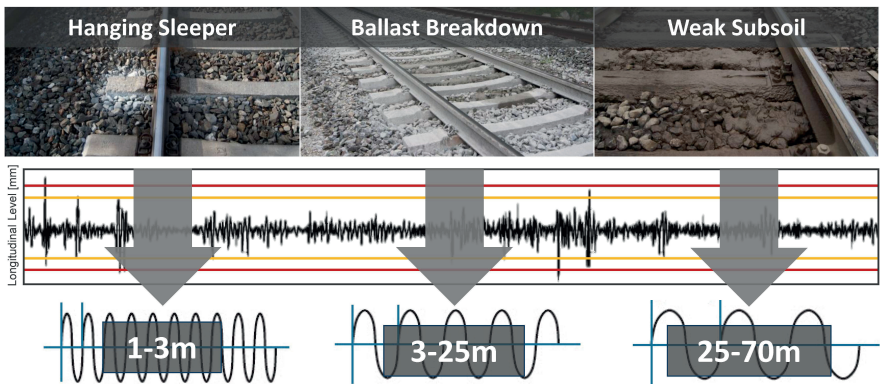 Hanging Sleeper
Ballast Breakdown
Weak Subsoil
Longitudinal Level [mm]
1-3m
3-25m
25-70m